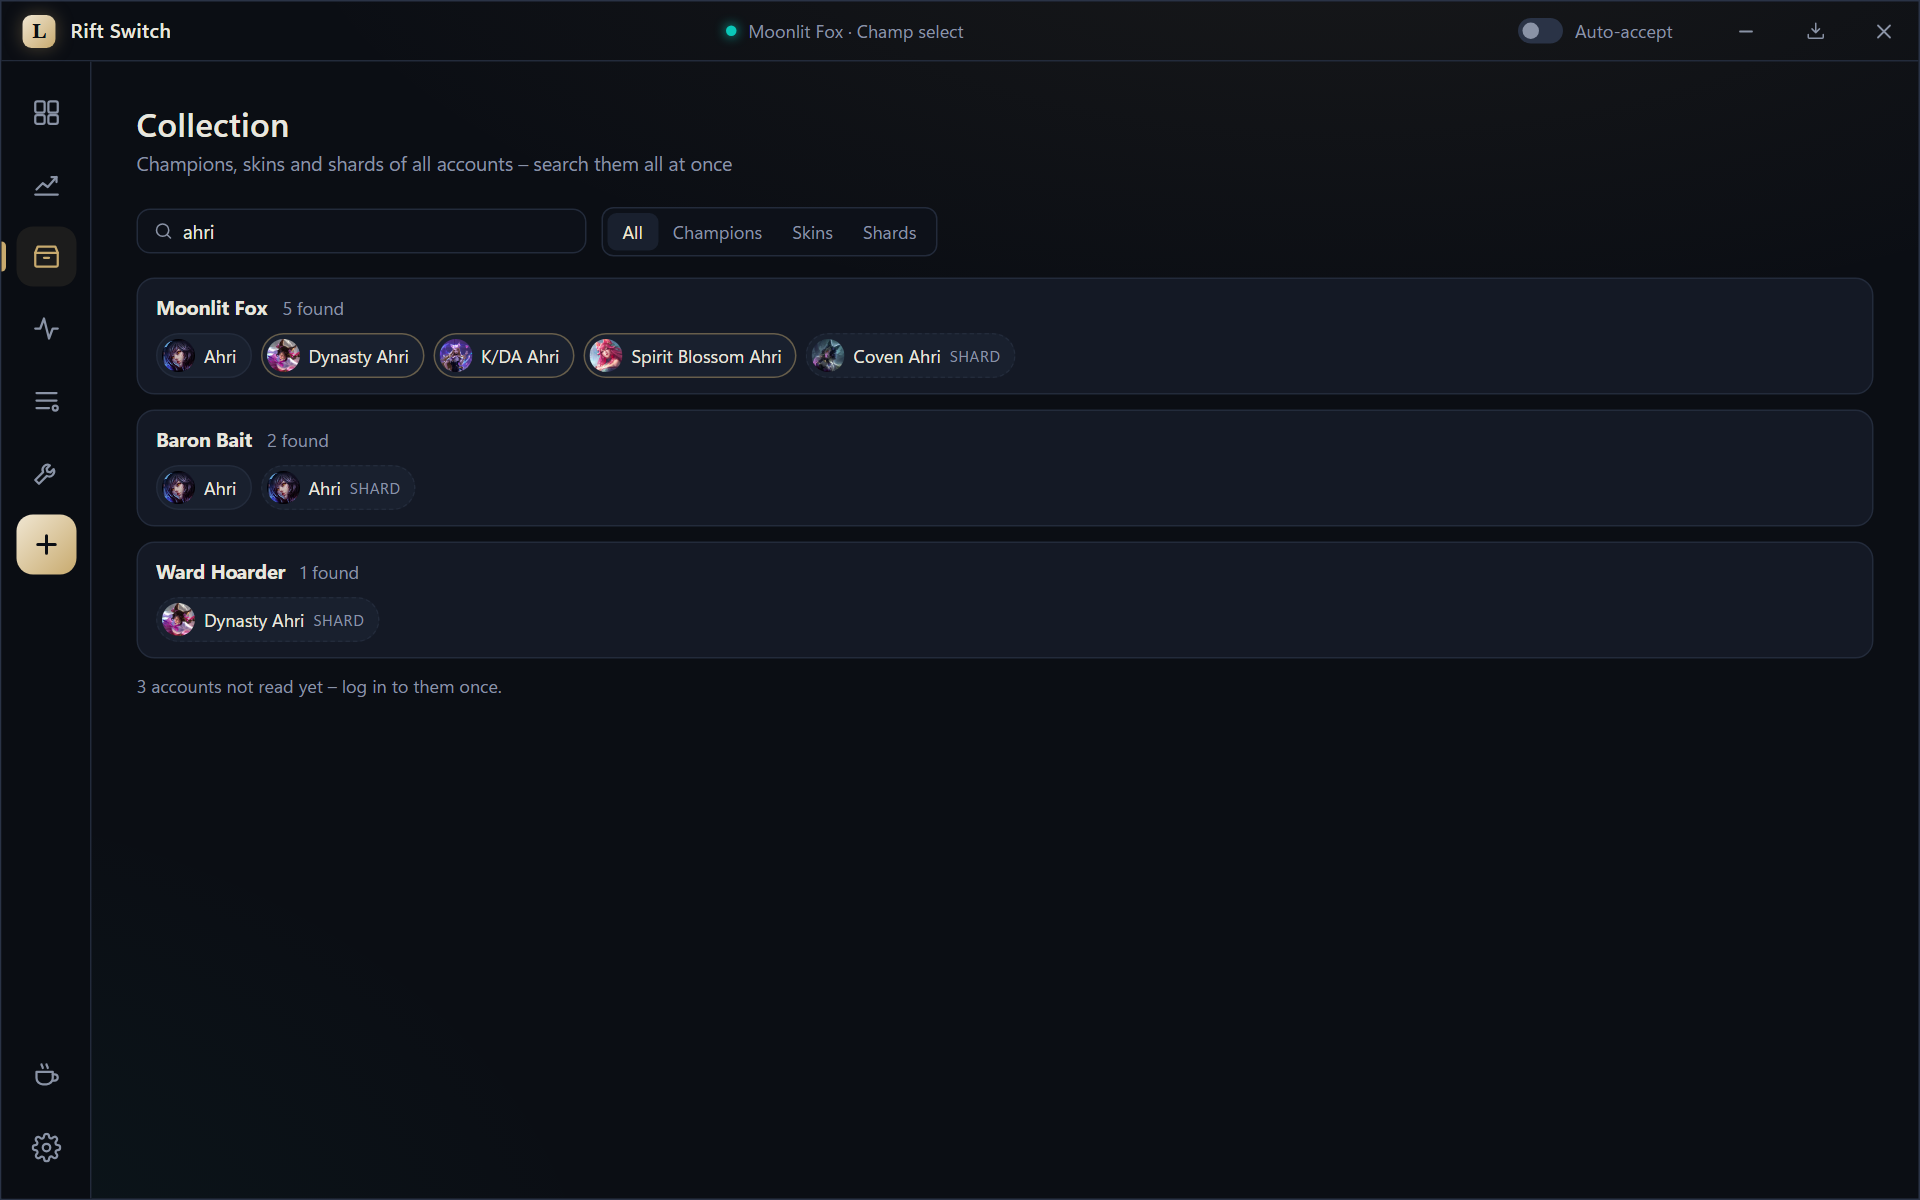 L Rift Switch
Moonlit Fox · Champ select
Auto-accept
Collection
Champions, skins and shards of all accounts – search them all at once
ahri
All Champions Skins Shards
Moonlit Fox 5 found
Ahri Dynasty Ahri K/DA Ahri Spirit Blossom Ahri Coven Ahri SHARD
Baron Bait 2 found
Ahri Ahri SHARD
Ward Hoarder 1 found
Dynasty Ahri SHARD
3 accounts not read yet – log in to them once.